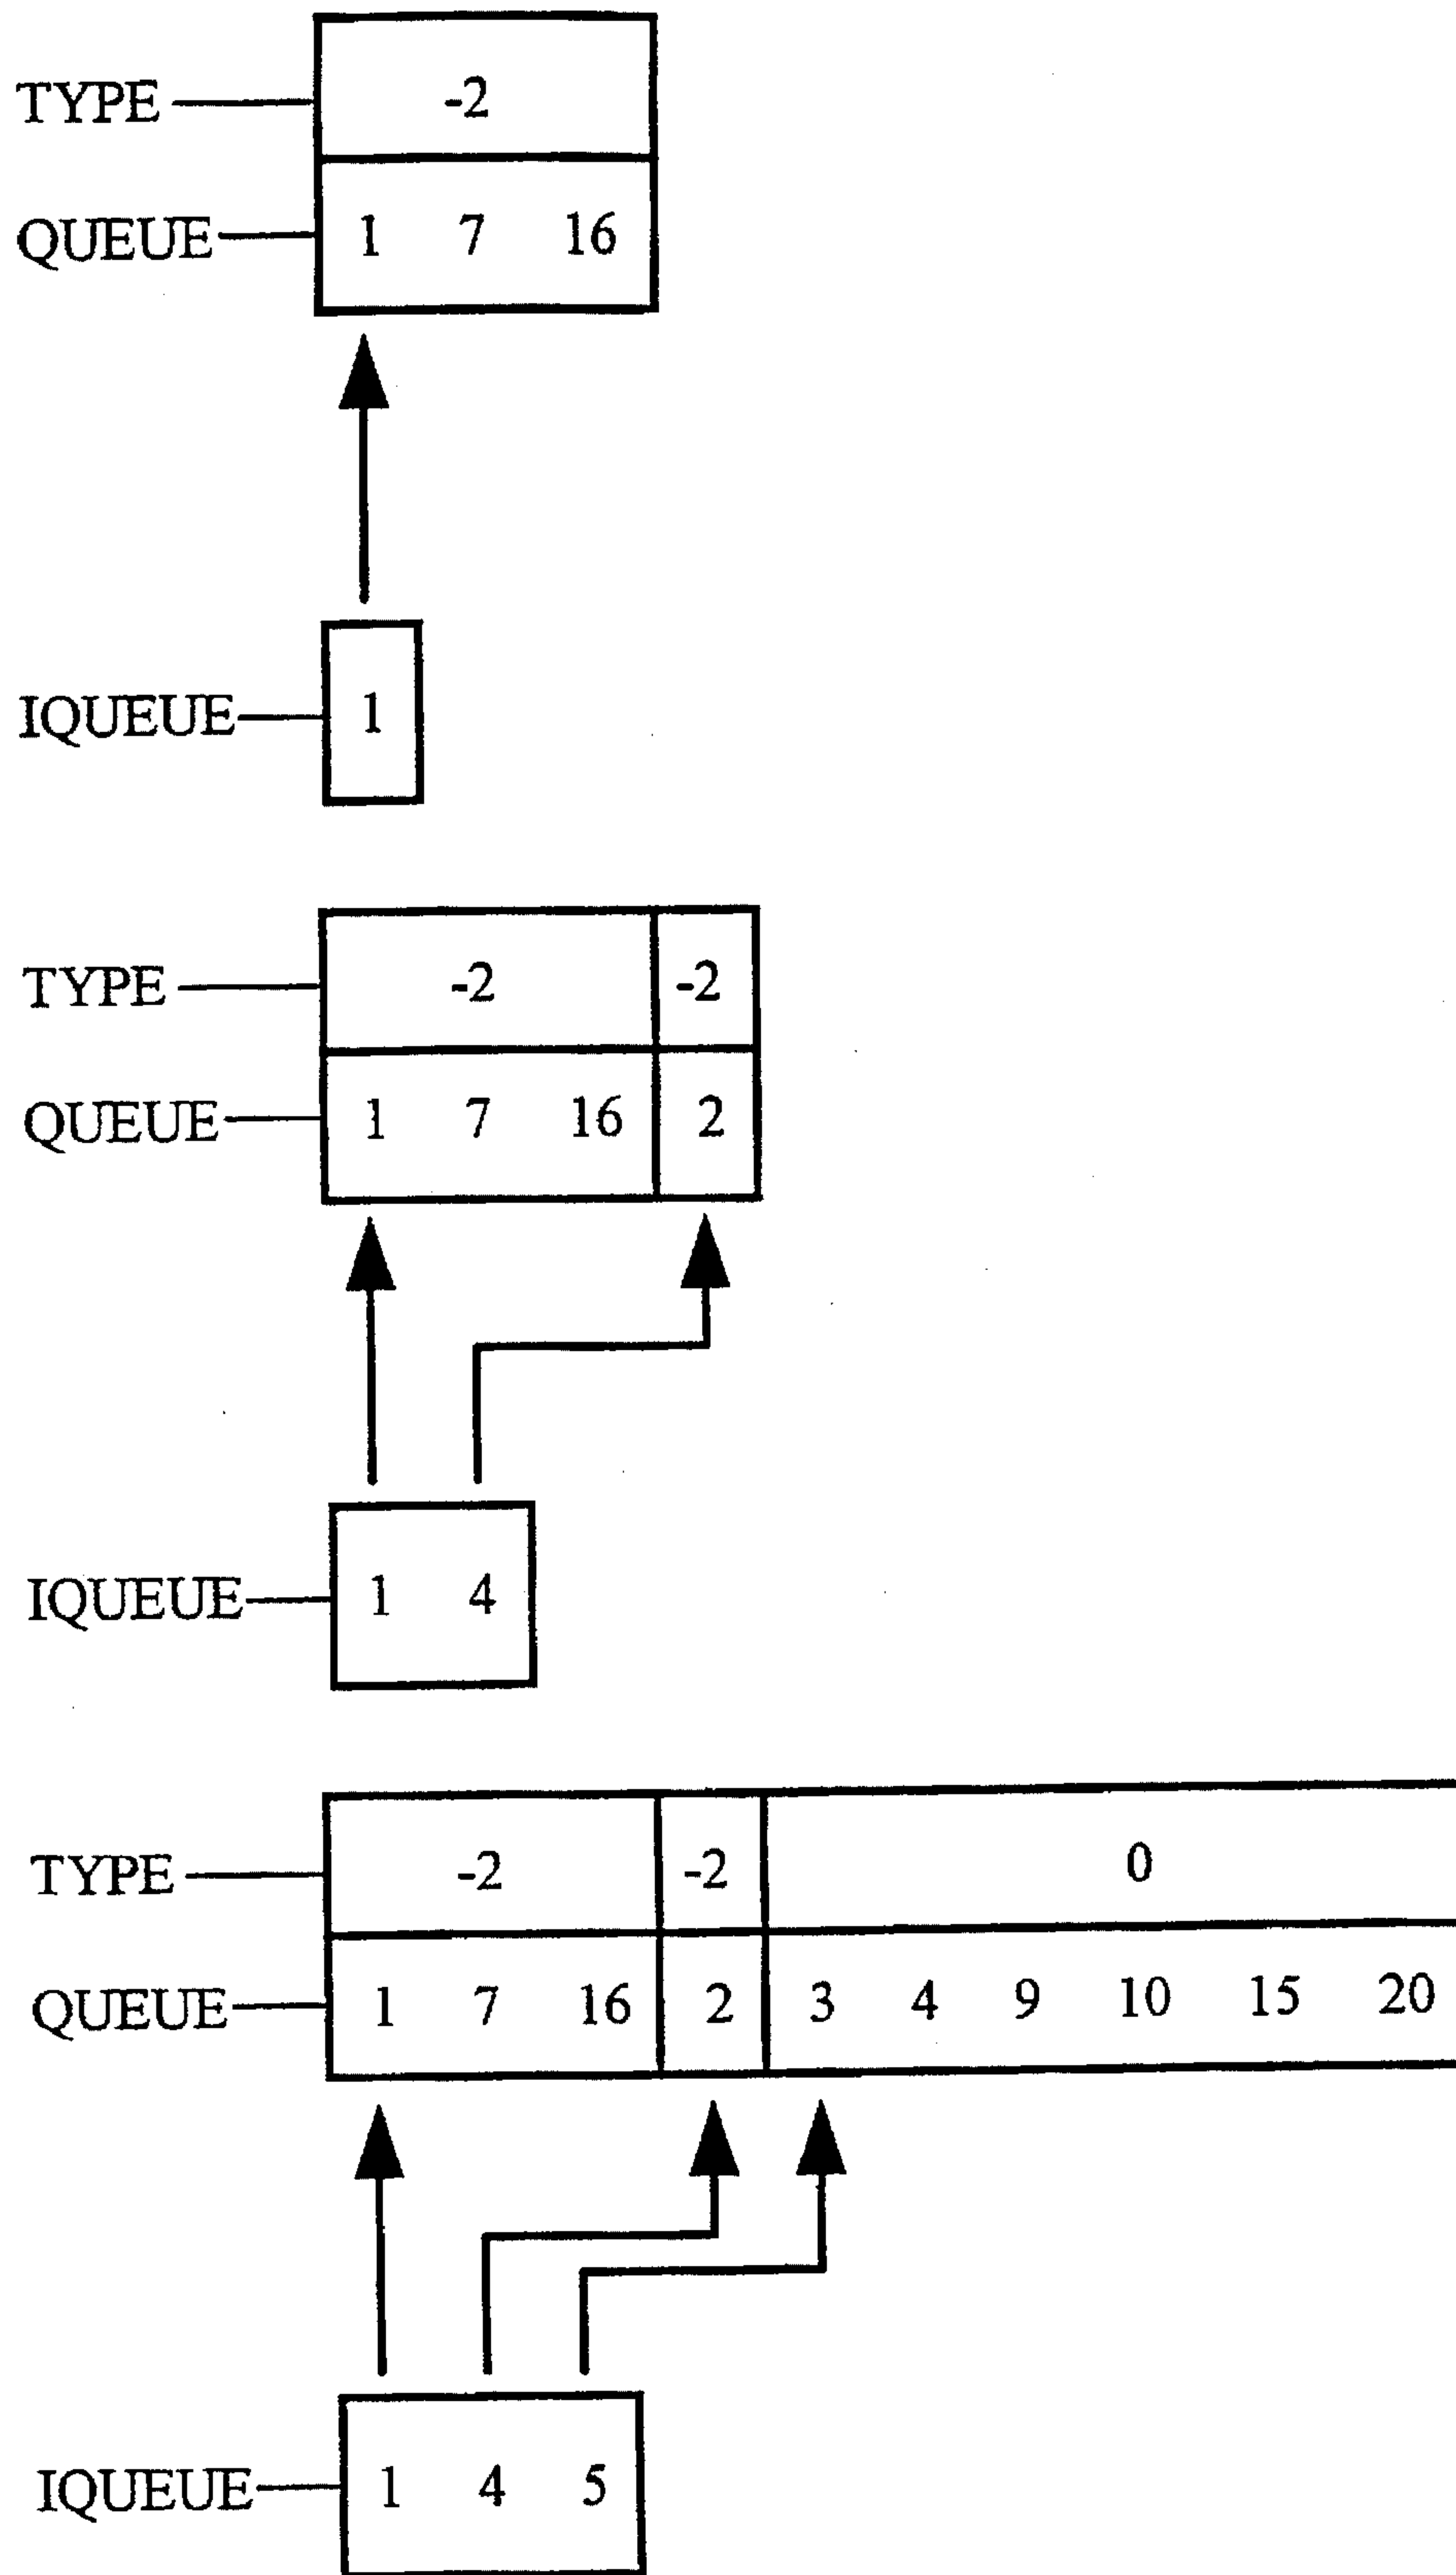 TYPE -2
QUEUE 1 7 16
IQUEUE 1
TYPE -2 -2
QUEUE 1 7 16 2
IQUEUE 1 4
TYPE -2 -2 0
QUEUE 1 7 16 2 3 4 9 10 15 20
IQUEUE 1 4 5